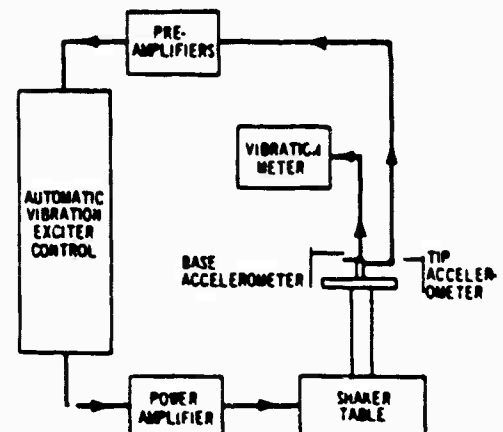 PRE-
AMPLIFIERS
VIBRATION
METER
AUTOMATIC
VIBRATION
EXCITER
CONTROL
BASE
ACCELEROMETER
TIP
ACCELER-
OMETER
POWER
AMPLIFIER
SHAKER
TABLE